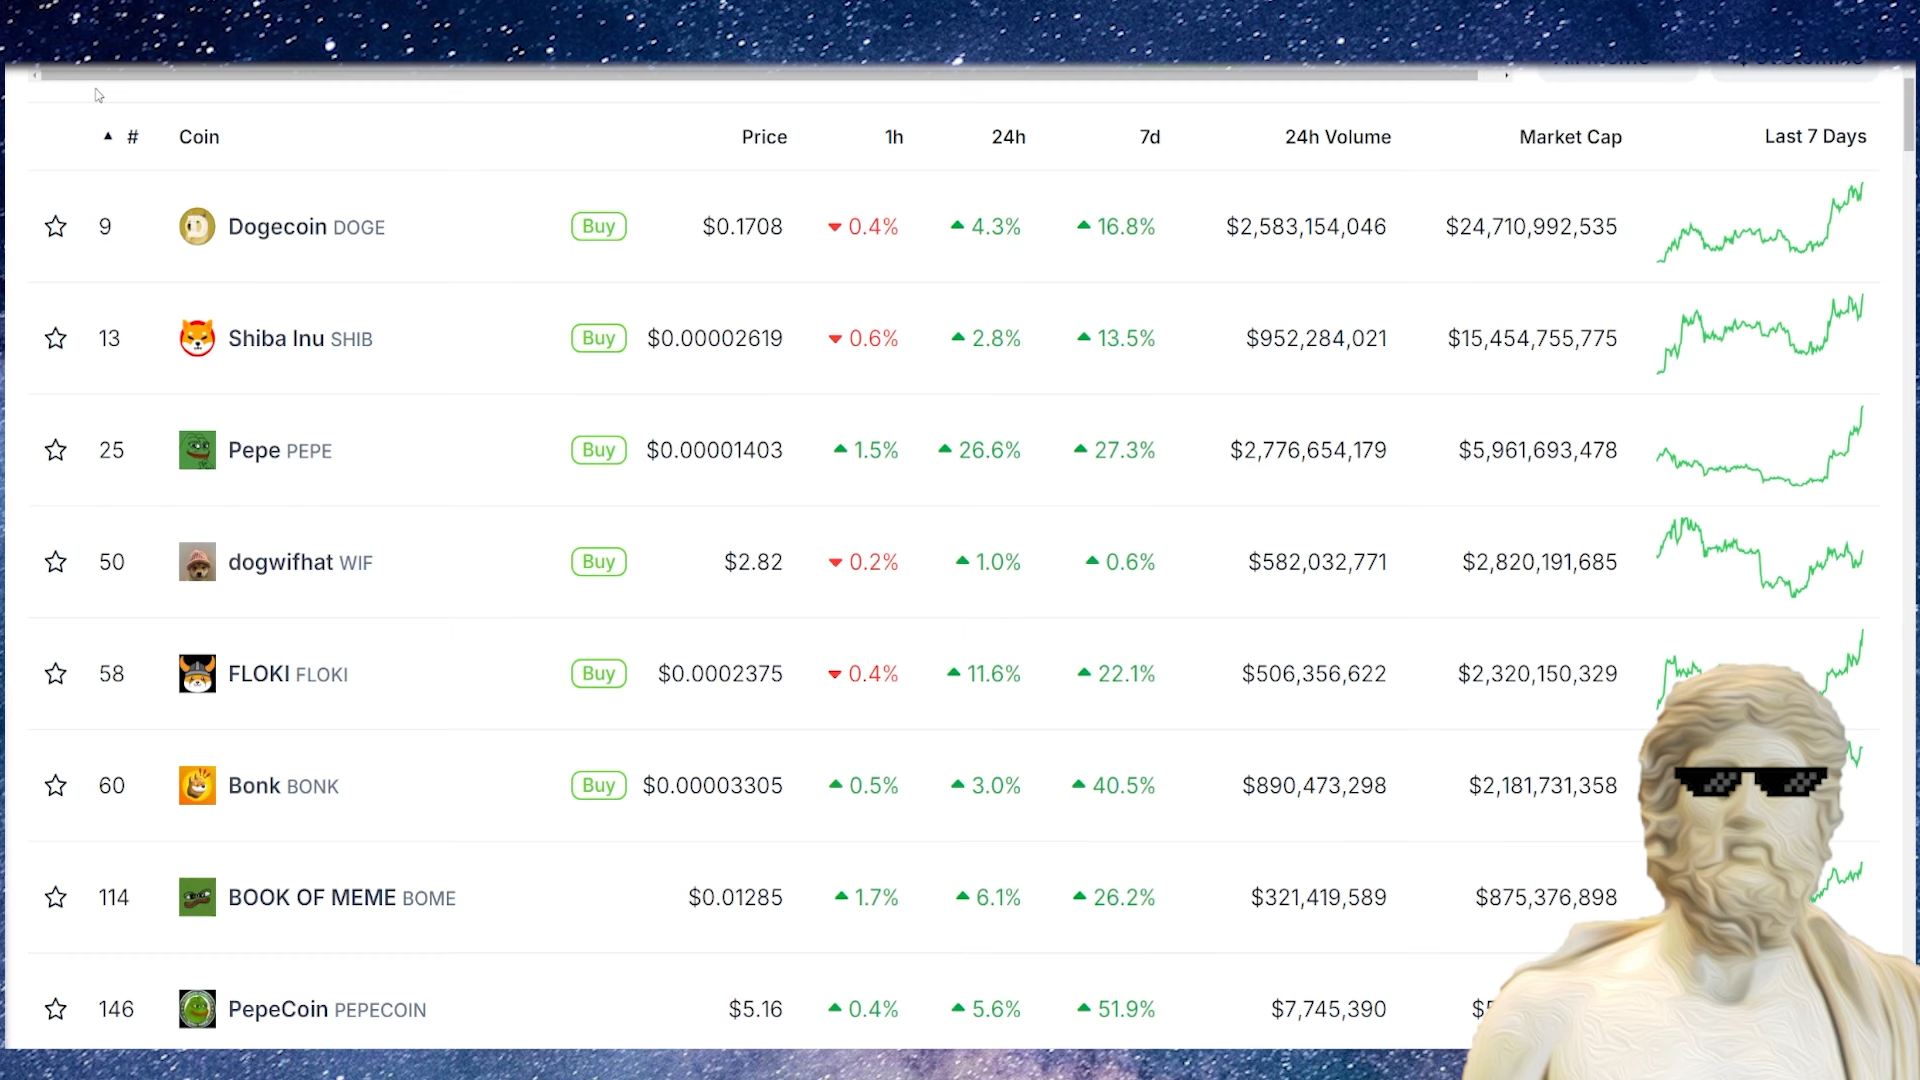 # Coin Price 1h 24h 7d 24h Volume Market Cap Last 7 Days
9 Dogecoin DOGE Buy $0.1708 0.4% 4.3% 16.8% $2,583,154,046 $24,710,992,535
13 Shiba Inu SHIB Buy $0.00002619 0.6% 2.8% 13.5% $952,284,021 $15,454,755,775
25 Pepe PEPE Buy $0.00001403 1.5% 26.6% 27.3% $2,776,654,179 $5,961,693,478
50 dogwifhat WIF Buy $2.82 0.2% 1.0% 0.6% $582,032,771 $2,820,191,685
58 FLOKI FLOKI Buy $0.0002375 0.4% 11.6% 22.1% $506,356,622 $2,320,150,329
60 Bonk BONK Buy $0.00003305 0.5% 3.0% 40.5% $890,473,298 $2,181,731,358
114 BOOK OF MEME BOME $0.01285 1.7% 6.1% 26.2% $321,419,589 $875,376,898
146 PepeCoin PEPECOIN $5.16 0.4% 5.6% 51.9% $7,745,390